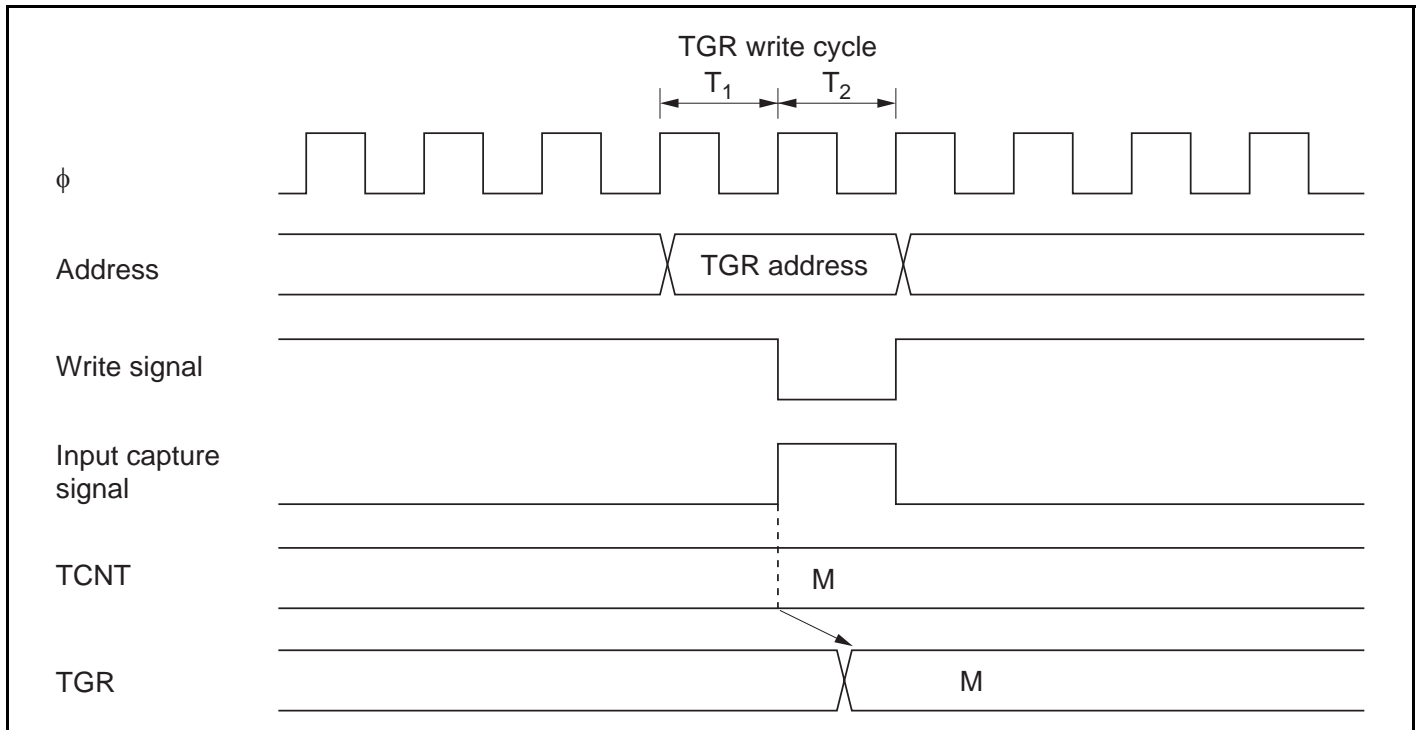 TGR write cycle
T1 T2
ϕ
Address
TGR address
Write signal
Input capture
signal
TCNT
M
TGR
M